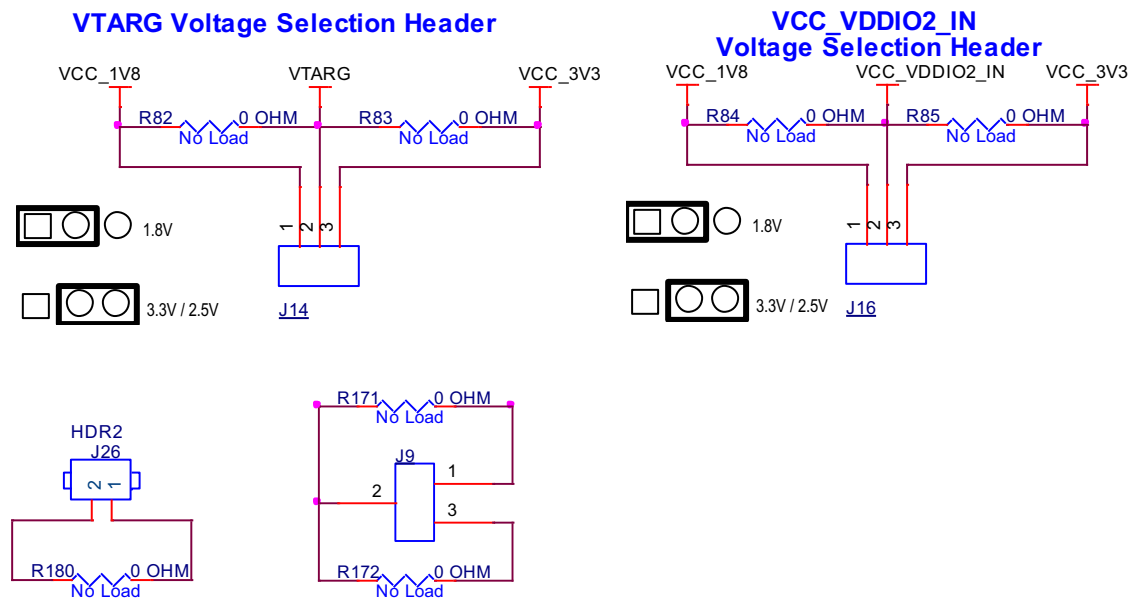 VTARG Voltage Selection Header
VCC_1V8
VTARG
VCC_3V3
R82
0 OHM
No Load
R83
0 OHM
No Load
1
2
3
1.8V
3.3V / 2.5V
J14
VCC_VDDIO2_IN
Voltage Selection Header
VCC_1V8
VCC_VDDIO2_IN
VCC_3V3
R84
0 OHM
No Load
R85
0 OHM
No Load
1
2
3
1.8V
3.3V / 2.5V
J16
HDR2
J26
2
1
R180
0 OHM
No Load
R171
0 OHM
No Load
J9
1
2
3
R172
0 OHM
No Load